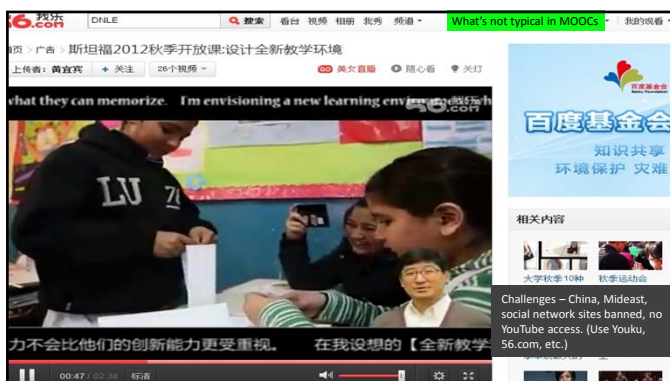 56.com 我乐 DNLE 搜索 看台 视频 相册 我秀 频道 What's not typical in MOOCs 我的观看
首页 > 广告 > 斯坦福2012秋季开放课:设计全新教学环境
上传者: 黄宜宾 + 关注 26个视频 GO 美女直播 随心看 关灯
what they can memorize. I'm envisioning a new learning
56.com 我乐
LU
力不会比他们的创新能力更受重视。 在我设想的【全新教学
00:47 / 02:38 标清
百度基金会
百度基金会
知识共享
环境保护 灾难
相关内容
大学秋季10种 秋季运动会
Challenges – China, Mideast,
social network sites banned, no
YouTube access. (Use Youku,
56.com, etc.)